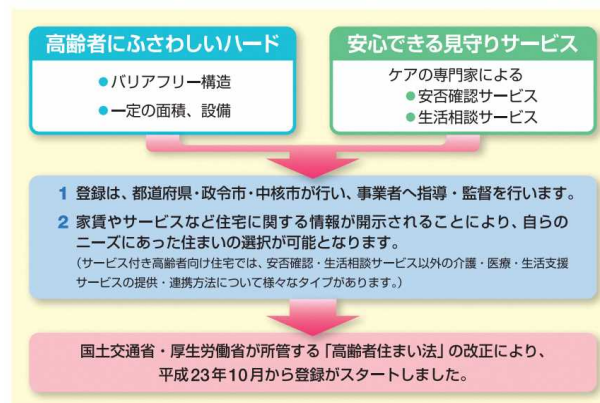 高齢者にふさわしいハード
●バリアフリー構造
●一定の面積、設備
安心できる見守りサービス
ケアの専門家による
●安否確認サービス
●生活相談サービス
1 登録は、都道府県・政令市・中核市が行い、事業者へ指導・監督を行います。
2 家賃やサービスなど住宅に関する情報が開示されることにより、自らの
ニーズにあった住まいの選択が可能となります。
(サービス付き高齢者向け住宅では、安否確認・生活相談サービス以外の介護・医療・生活支援
サービスの提供・連携方法について様々なタイプがあります。)
国土交通省・厚生労働省が所管する「高齢者住まい法」の改正により、
平成23年10月から登録がスタートしました。